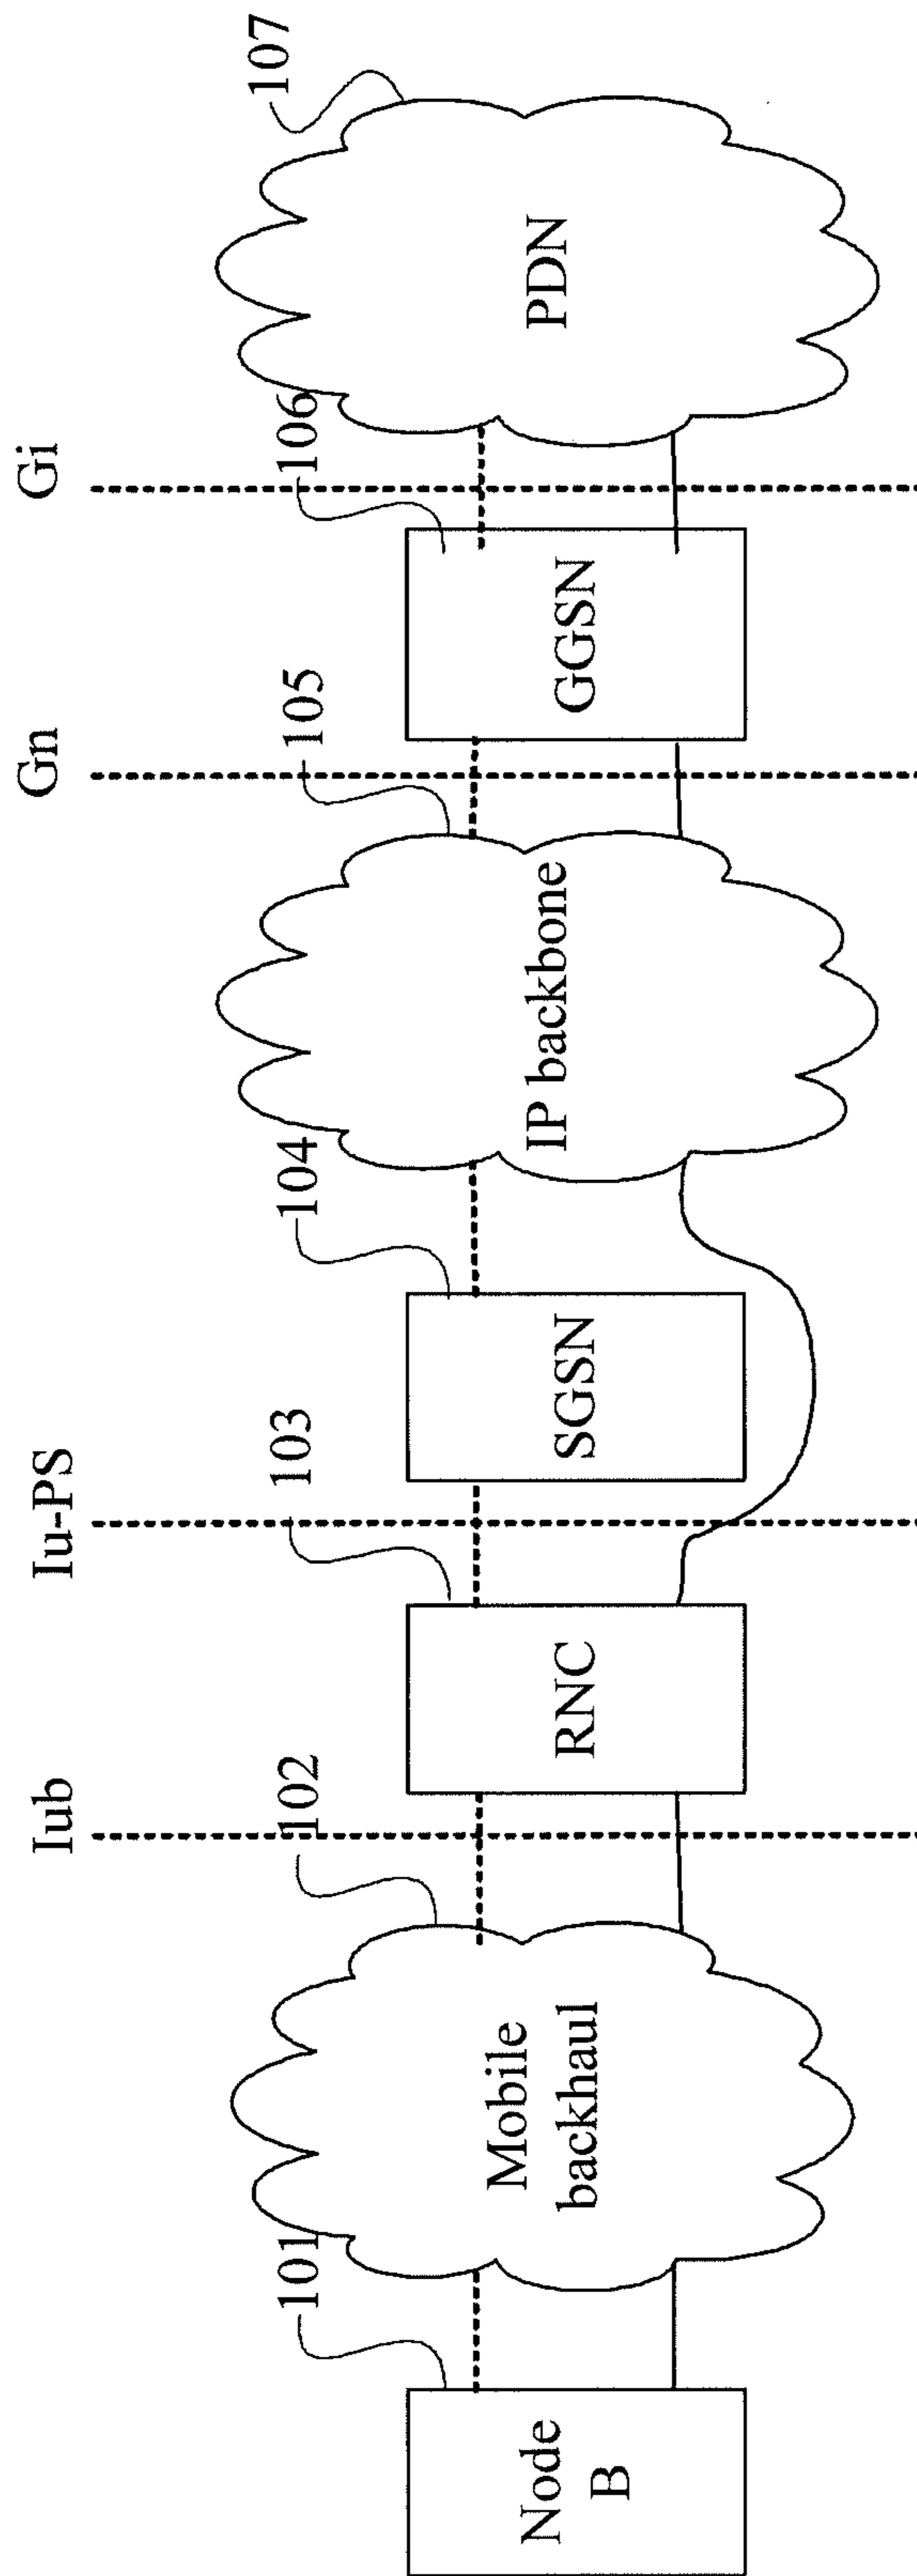 Iub
Iu-PS
Gn
Gi
101
102
103
104
105
106
107
Node
B
Mobile
backhaul
RNC
SGSN
IP backbone
GGSN
PDN